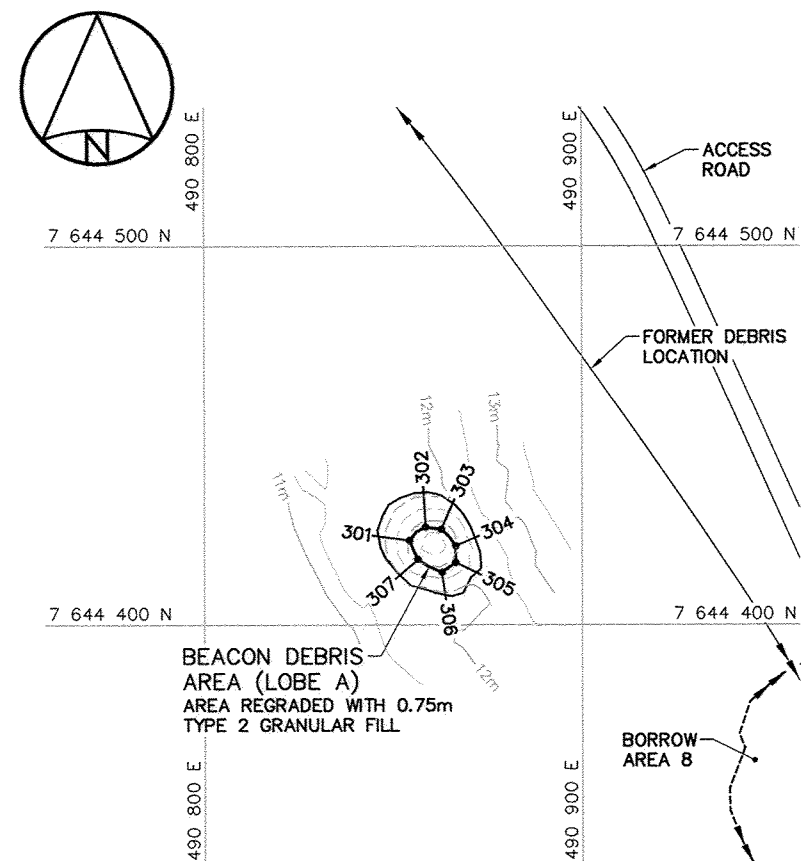 N
490 800 E
490 900 E
ACCESS
ROAD
7 644 500 N
7 644 500 N
FORMER DEBRIS
LOCATION
12m
13m
11m
302
303
301
304
307
305
306
7 644 400 N
7 644 400 N
12m
BEACON DEBRIS
AREA (LOBE A)
AREA REGRADED WITH 0.75m
TYPE 2 GRANULAR FILL
BORROW
AREA 8
490 800 E
490 900 E